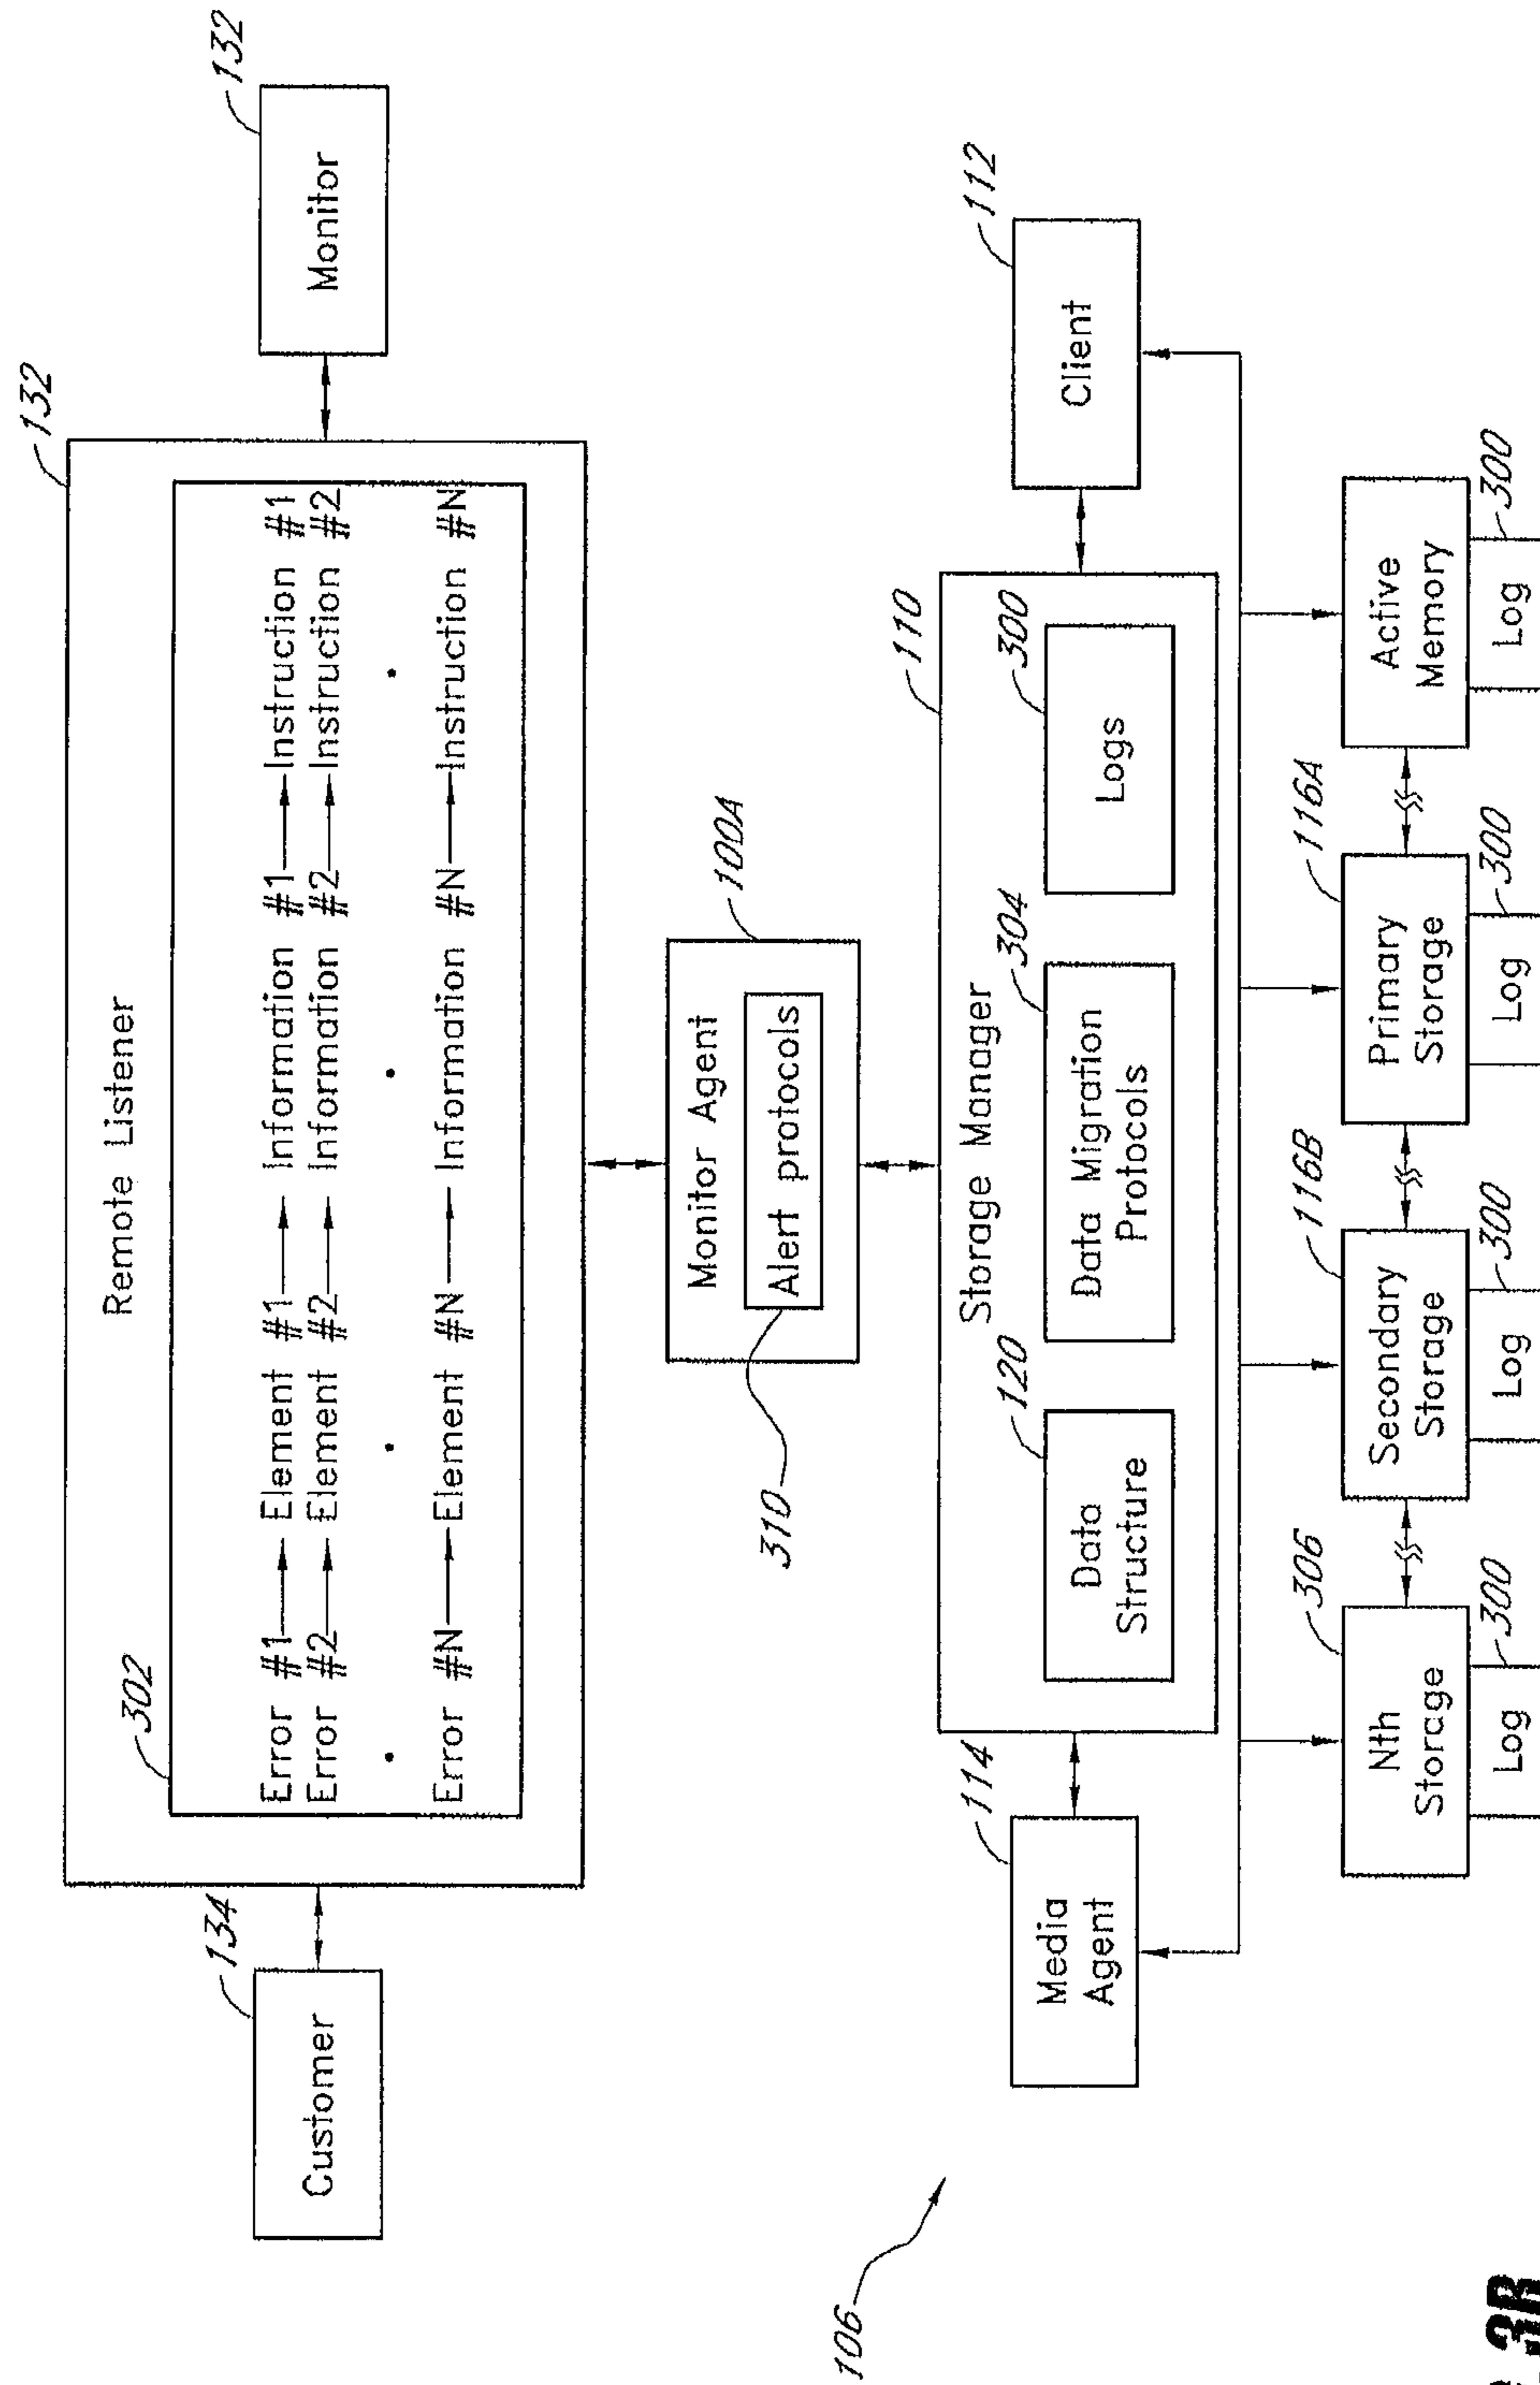 132
132
Remote Listener
302
134
Customer
Monitor
Error #1 Element #1 Information #1 Instruction #1
Error #2 Element #2 Information #2 Instruction #2
. . . .
Error #N Element #N Information #N Instruction #N
100A
Monitor Agent
Alert protocols
310
110
112
114
Storage Manager
120
304
300
Media
Agent
Data
Structure
Data Migration
Protocols
Logs
Client
106
306
116B
116A
Nth
Storage
Secondary
Storage
Primary
Storage
Active
Memory
300
300
300
300
Log
Log
Log
Log
3B